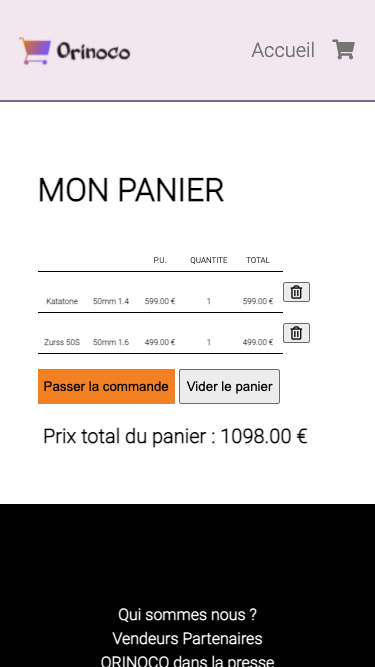 Orinoco Accueil
MON PANIER
P.U. QUANTITE TOTAL
Katatone 50mm 1.4 599.00 € 1 599.00 €
Zurss 50S 50mm 1.6 499.00 € 1 499.00 €
Passer la commande Vider le panier
Prix total du panier : 1098.00 €
Qui sommes nous ?
Vendeurs Partenaires
ORINOCO dans la presse